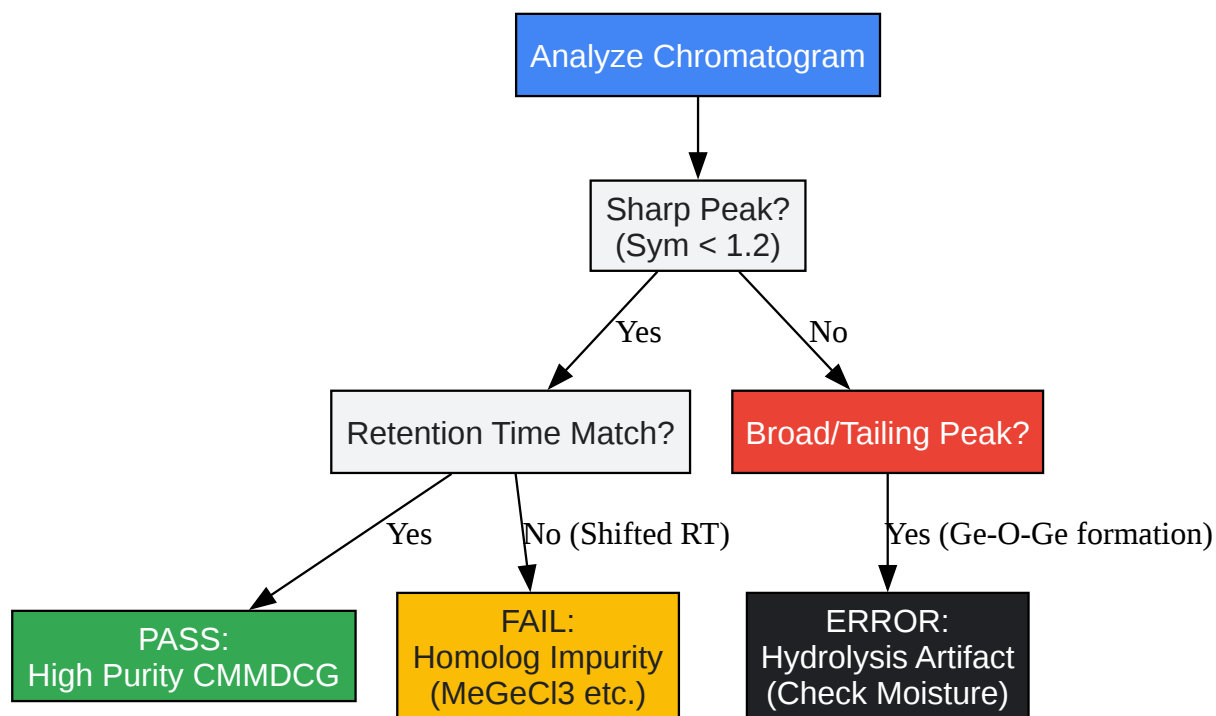 Analyze Chromatogram
Sharp Peak?
(Sym < 1.2)
Yes
No
Retention Time Match?
Broad/Tailing Peak?
Yes
No (Shifted RT)
Yes (Ge-O-Ge formation)
PASS:
High Purity CMMDCG
FAIL:
Homolog Impurity
(MeGeCl3 etc.)
ERROR:
Hydrolysis Artifact
(Check Moisture)